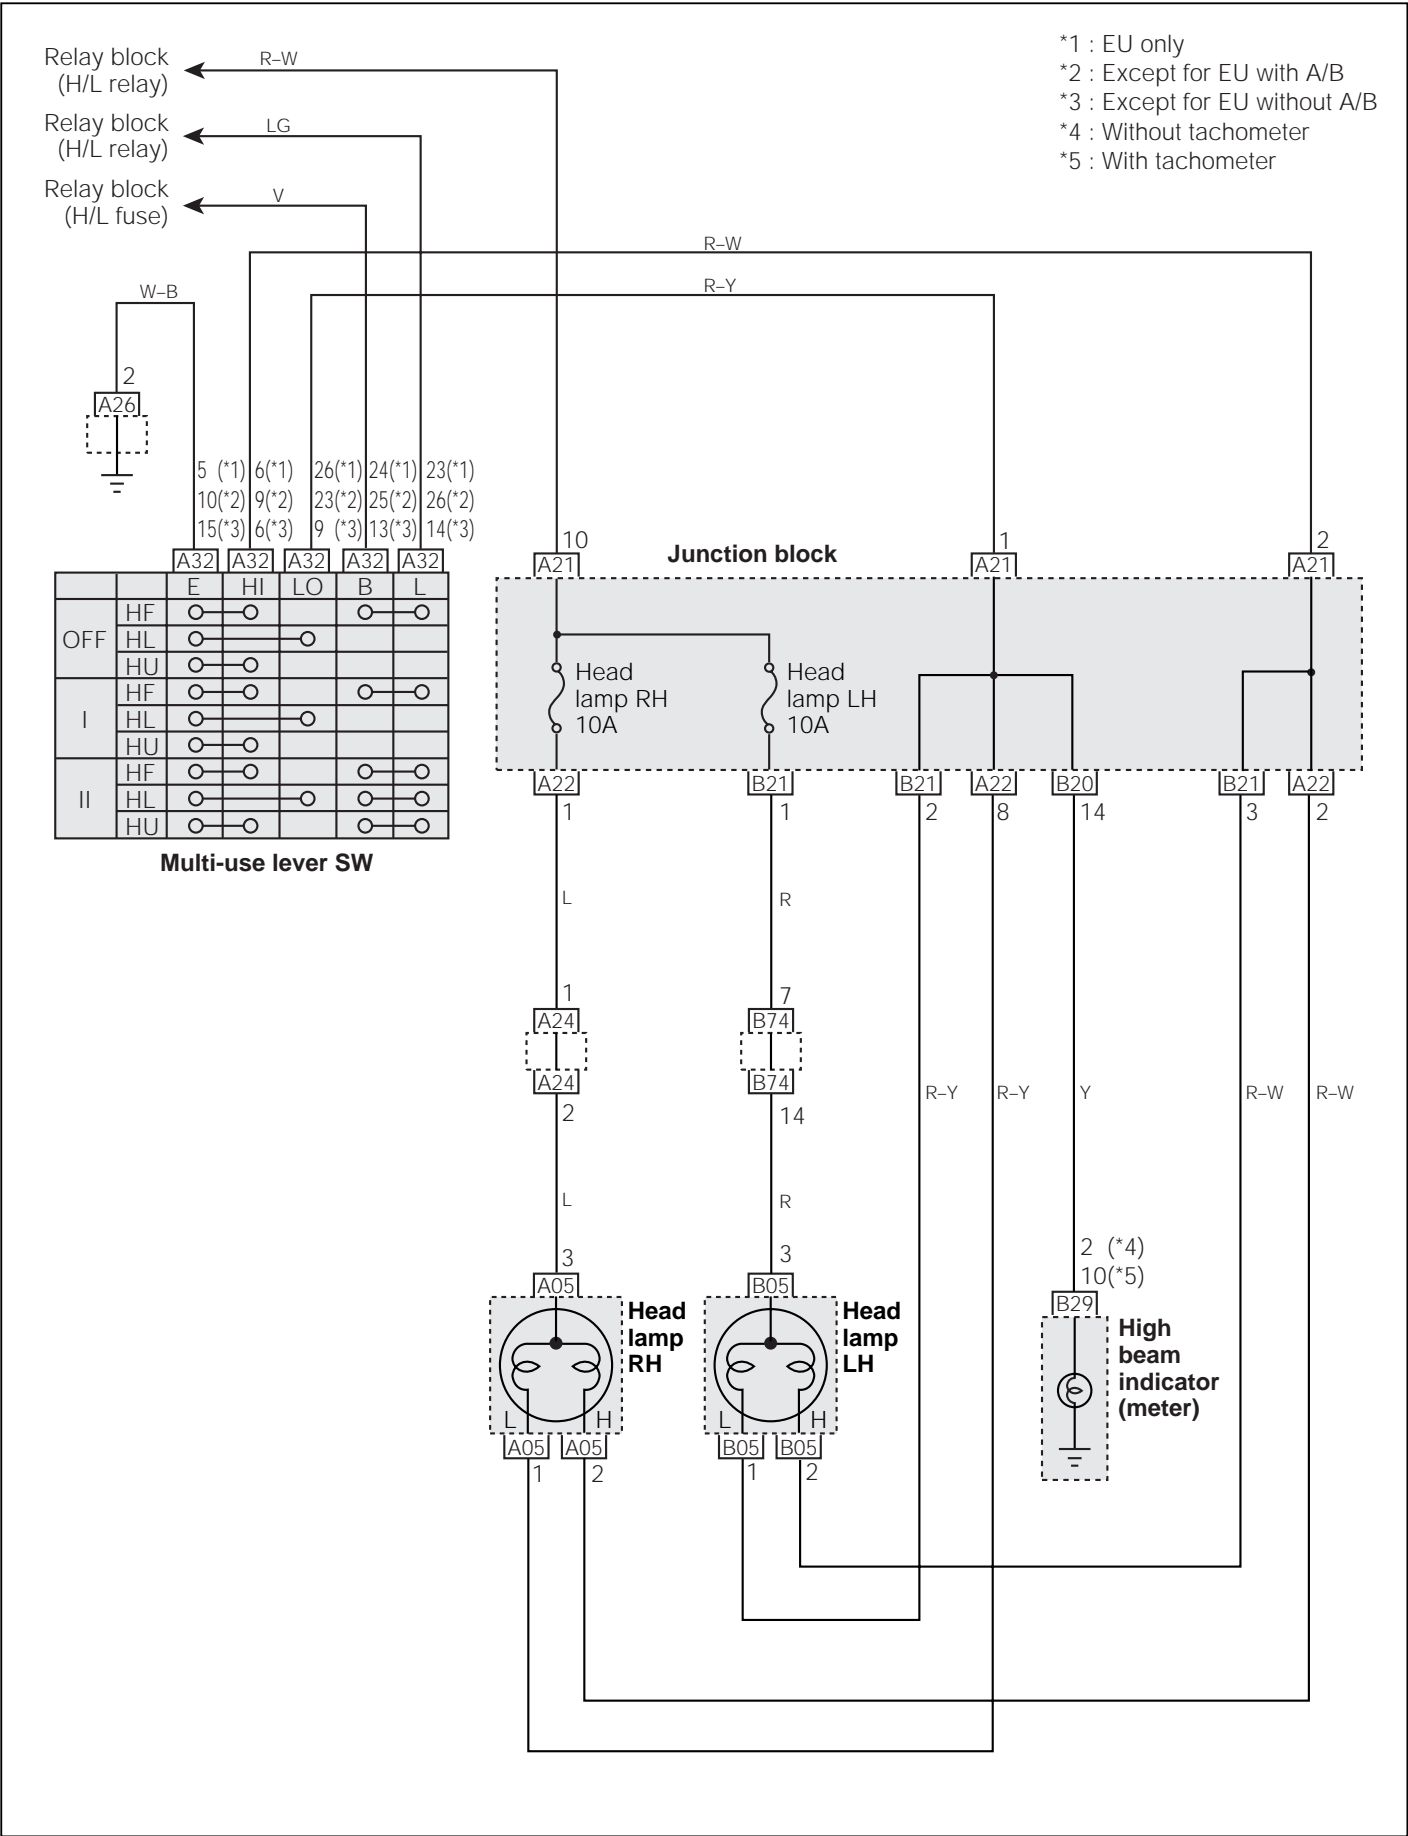 Relay block
(H/L relay)
R–W
Relay block
(H/L relay)
LG
Relay block
(H/L fuse)
V
*1 : EU only
*2 : Except for EU with A/B
*3 : Except for EU without A/B
*4 : Without tachometer
*5 : With tachometer
R–W
R–Y
W–B
2
A26
5 (*1) 6(*1) 26(*1) 24(*1) 23(*1)
10(*2) 9(*2) 23(*2) 25(*2) 26(*2)
15(*3) 6(*3) 9 (*3) 13(*3) 14(*3)
A32 A32 A32 A32 A32
E HI LO B L
OFF
HF
HL
HU
I
HF
HL
HU
II
HF
HL
HU
Multi-use lever SW
10
A21
Junction block
1
A21
2
A21
Head
lamp RH
10A
Head
lamp LH
10A
A22 B21 B21 A22 B20 B21 A22
1 1 2 8 14 3 2
L R
1 7
A24 B74
A24 B74
2 14
R–Y R–Y Y R–W R–W
L R
3 3
A05 B05
Head
lamp
RH
Head
lamp
LH
L H L H
A05 A05 B05 B05
1 2 1 2
2 (*4)
10(*5)
B29
High
beam
indicator
(meter)